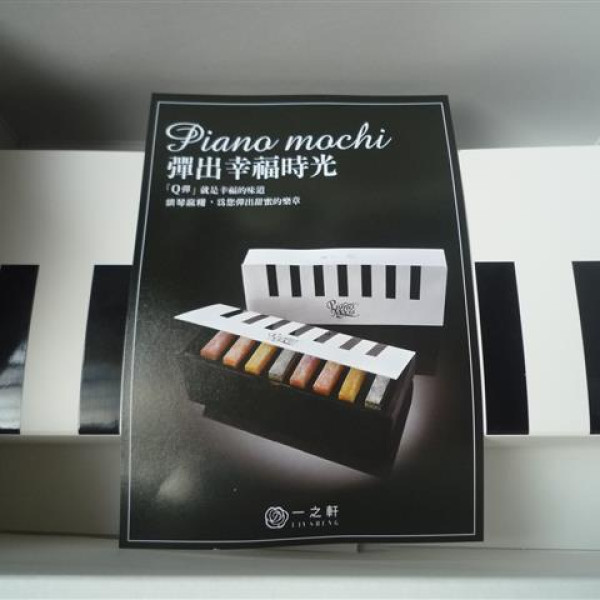 Piano mochi
彈出幸福時光
「Q彈」就是幸福的味道
鋼琴麻糬，為您彈出甜蜜的樂章
一之軒